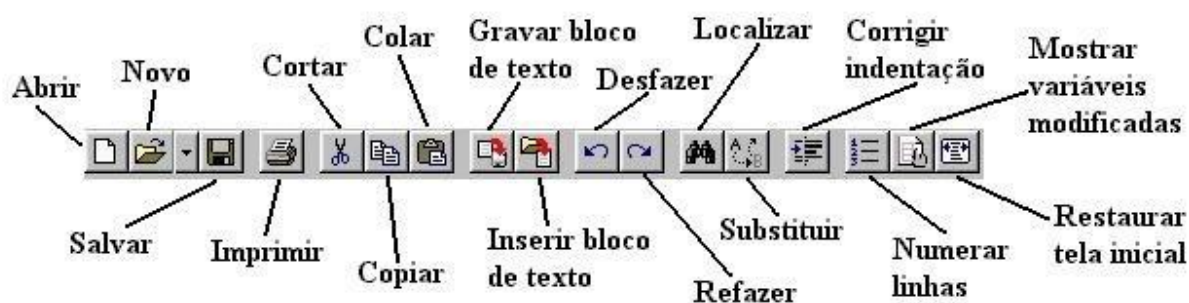 Abrir
Novo
Cortar
Colar
Gravar bloco
de texto
Desfazer
Localizar
Corrigir
indentação
Mostrar
variáveis
modificadas
Salvar
Imprimir
Copiar
Inserir bloco
de texto
Refazer
Substituir
Numerar
linhas
Restaurar
tela inicial